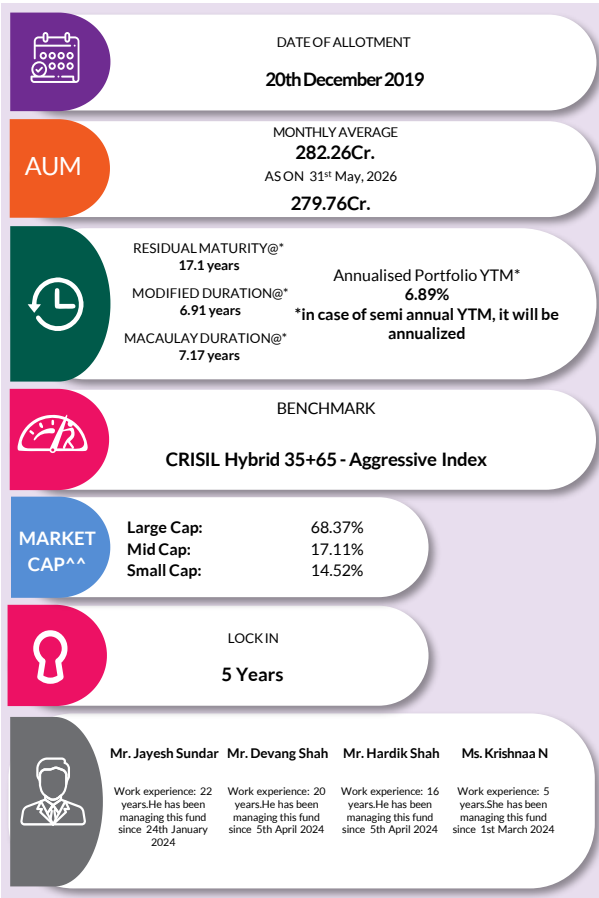 DATE OF ALLOTMENT
20th December 2019
AUM
MONTHLY AVERAGE
282.26Cr.
AS ON 31st May, 2026
279.76Cr.
RESIDUAL MATURITY@*
17.1 years
MODIFIED DURATION@*
6.91 years
MACAULAY DURATION@*
7.17 years
Annualised Portfolio YTM*
6.89%
*in case of semi annual YTM, it will be
annualized
BENCHMARK
CRISIL Hybrid 35+65 - Aggressive Index
MARKET
CAP^^
Large Cap: 68.37%
Mid Cap: 17.11%
Small Cap: 14.52%
LOCK IN
5 Years
Mr. Jayesh Sundar
Work experience: 22
years.He has been
managing this fund
since 24th January
2024
Mr. Devang Shah
Work experience: 20
years.He has been
managing this fund
since 5th April 2024
Mr. Hardik Shah
Work experience: 16
years.He has been
managing this fund
since 5th April 2024
Ms. Krishnaa N
Work experience: 5
years.She has been
managing this fund
since 1st March 2024